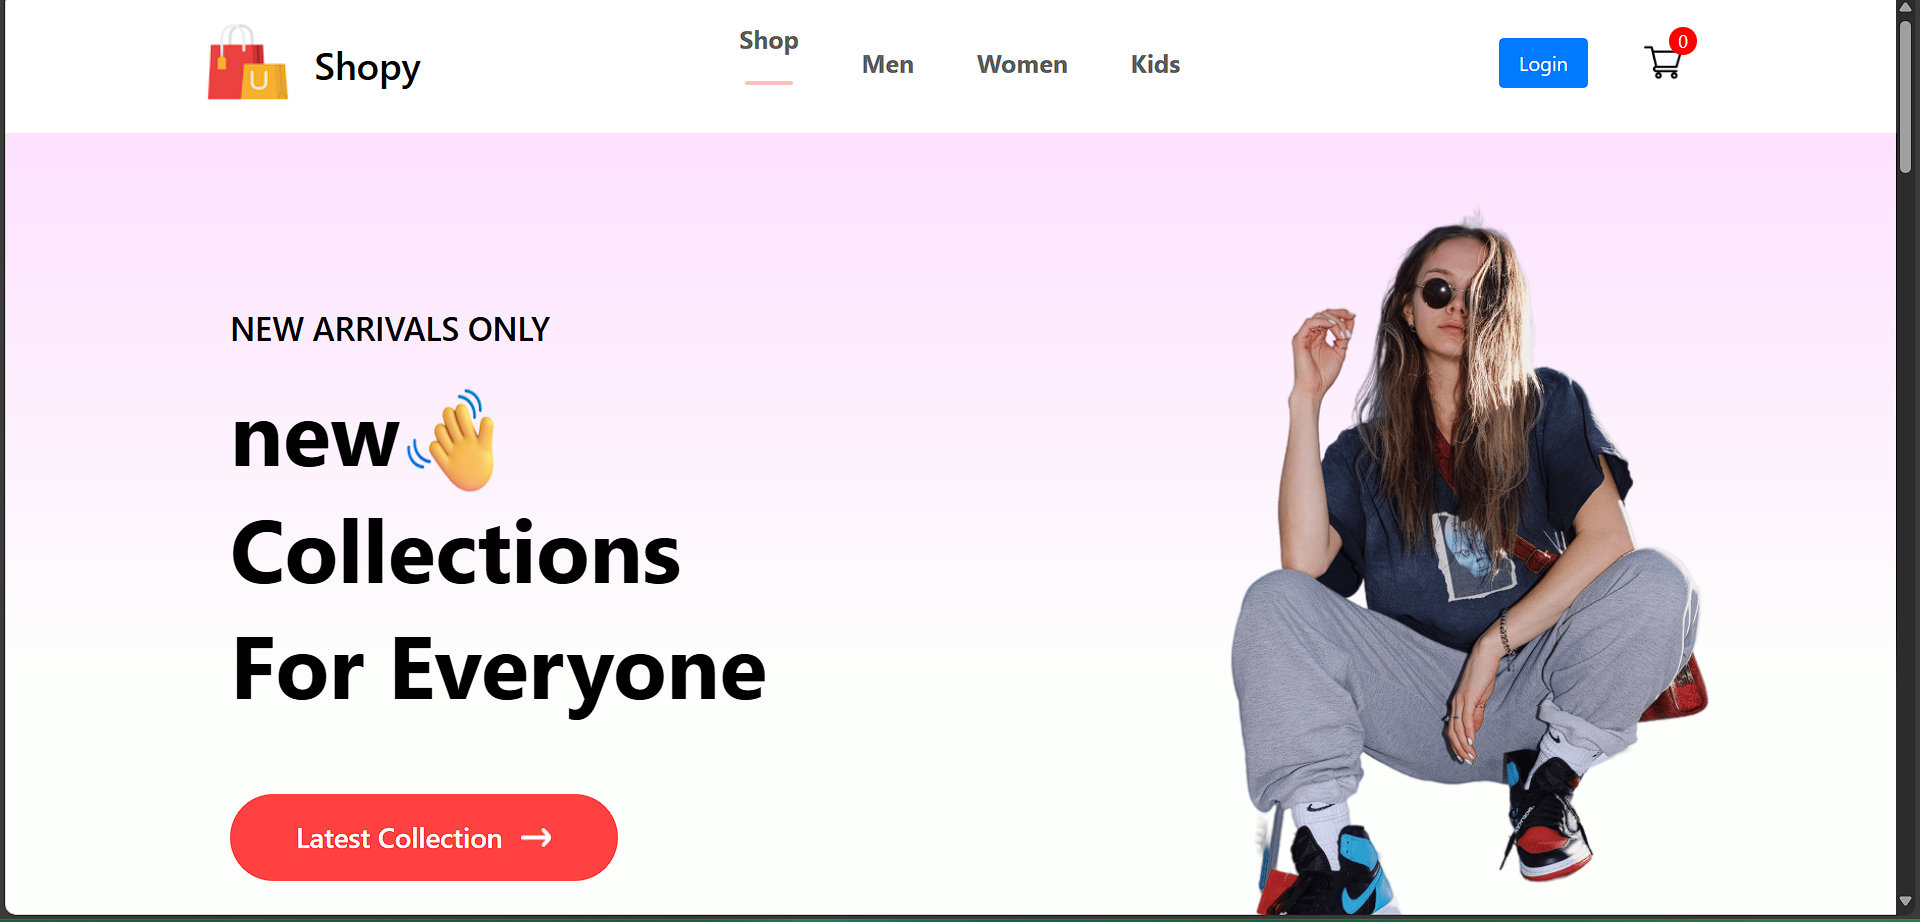 Shopy
Shop Men Women Kids
Login
0
NEW ARRIVALS ONLY
new
Collections
For Everyone
Latest Collection